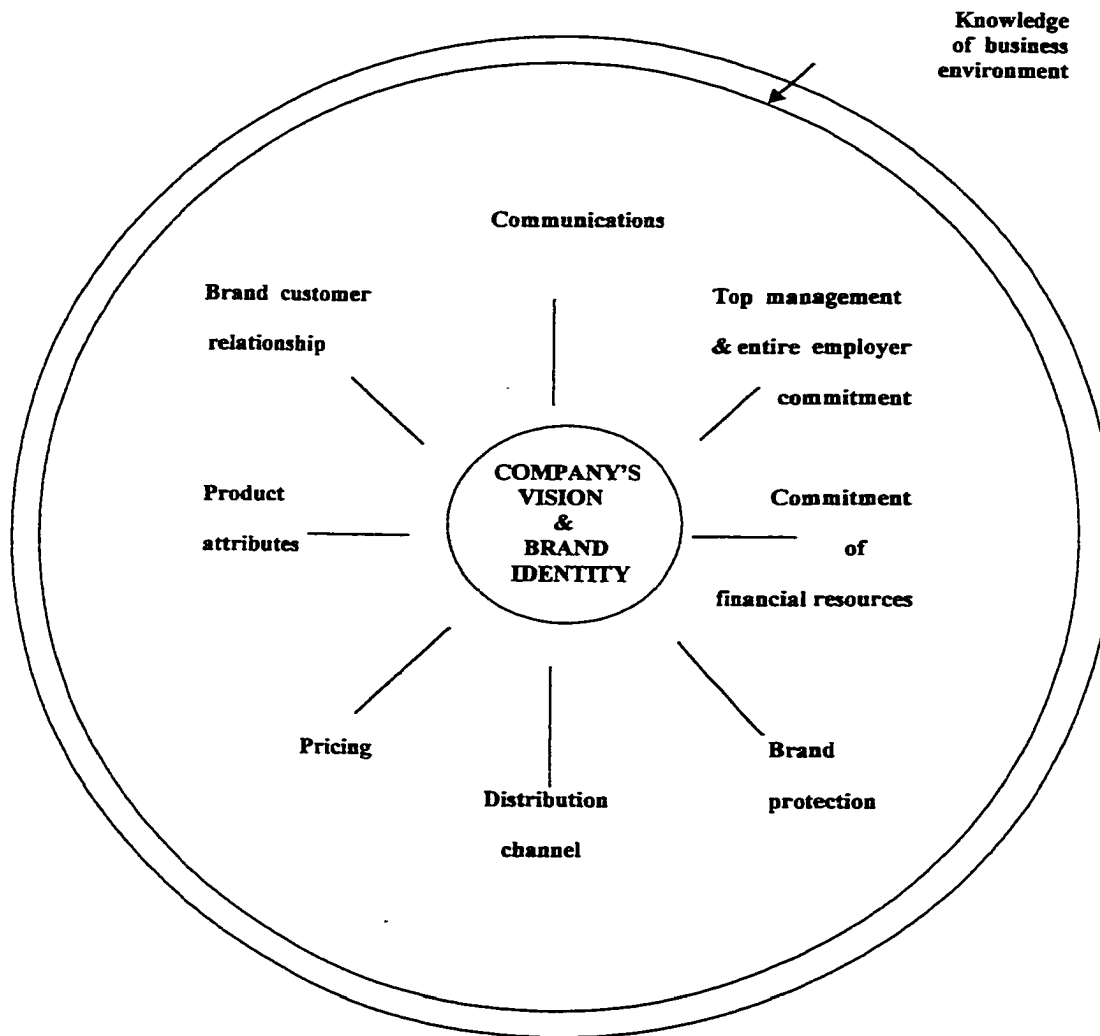 Knowledge
of business
environment
Communications
Brand customer
relationship
Top management
& entire employer
commitment
COMPANY'S
VISION
&
BRAND
IDENTITY
Product
attributes
Commitment
of
financial resources
Pricing
Distribution
channel
Brand
protection